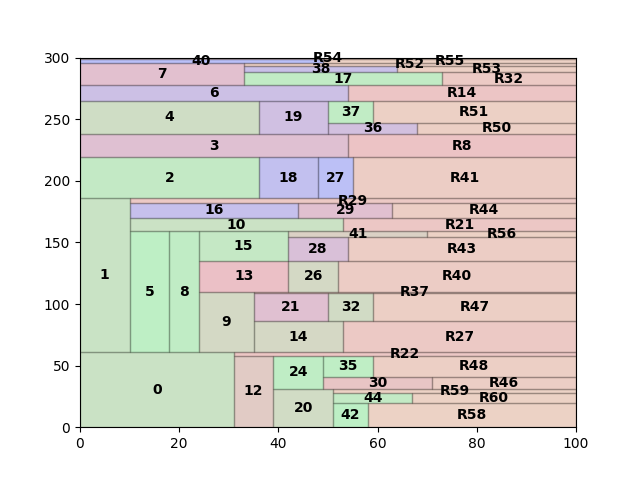 300
40 R54 R55
7 38 R52 R53
17 R32
6 R14
250
4 19 37 R51
36 R50
3 R8
200
2 18 27 R41
R29
16 29 R44
10 R21
150
41 R56
15 28 R43
1 5 8 13 26 R40
R37
100
9 21 32 R47
14 R27
R22
50
24 35 R48
0 12 30 R46
R59
20 44 R60
42 R58
0
0 20 40 60 80 100